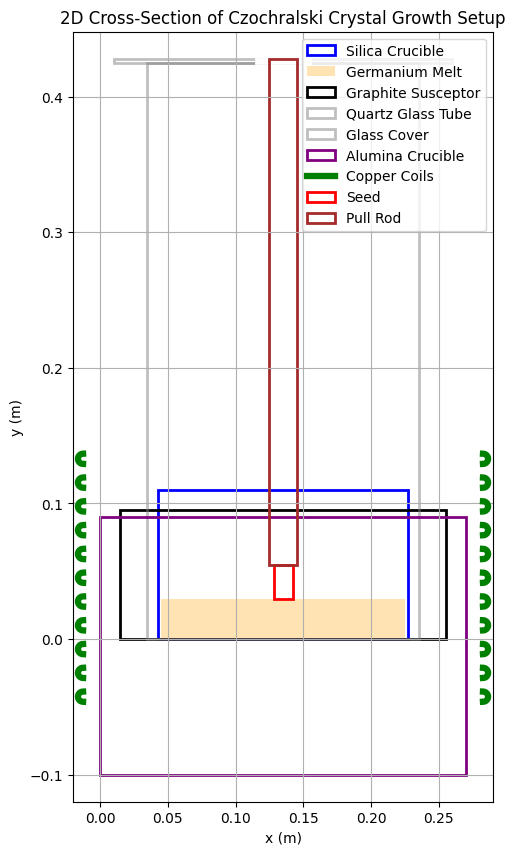 2D Cross-Section of Czochralski Crystal Growth Setup
Silica Crucible
Germanium Melt
Graphite Susceptor
Quartz Glass Tube
Glass Cover
Alumina Crucible
Copper Coils
Seed
Pull Rod
0.4
0.3
0.2
0.1
0.0
−0.1
y (m)
0.00 0.05 0.10 0.15 0.20 0.25
x (m)